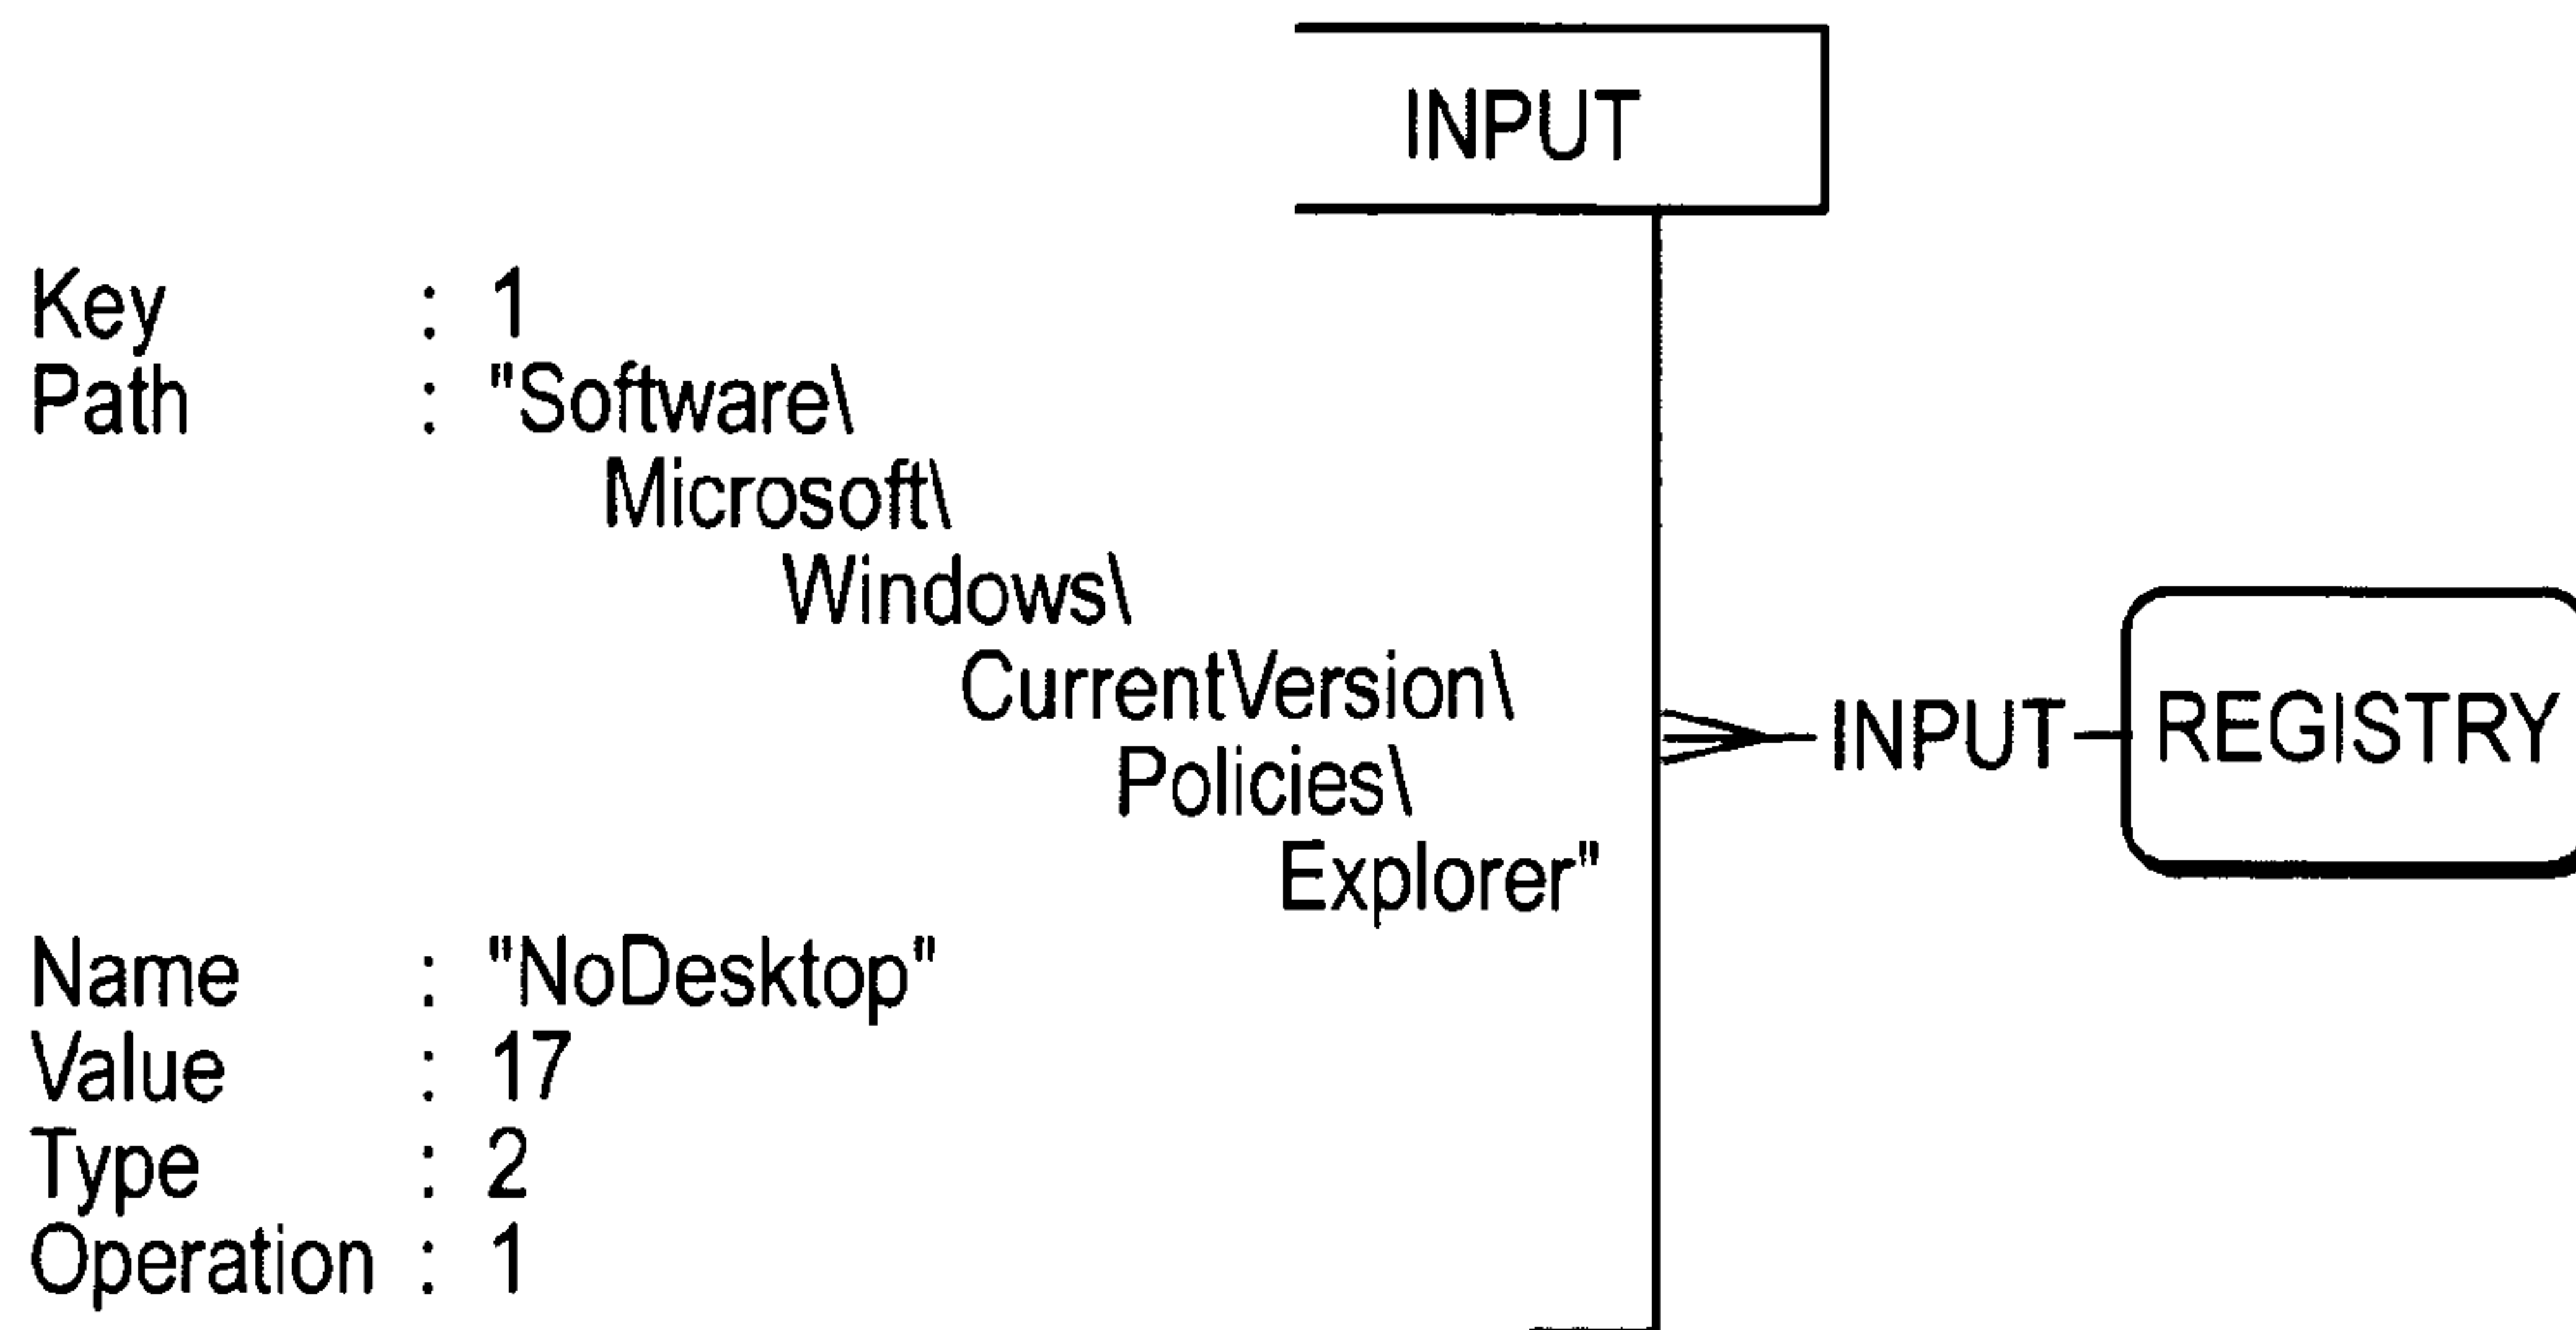 INPUT
Key : 1
Path : "Software\
Microsoft\
Windows\
CurrentVersion\
Policies\
Explorer"
INPUT
REGISTRY
Name : "NoDesktop"
Value : 17
Type : 2
Operation : 1